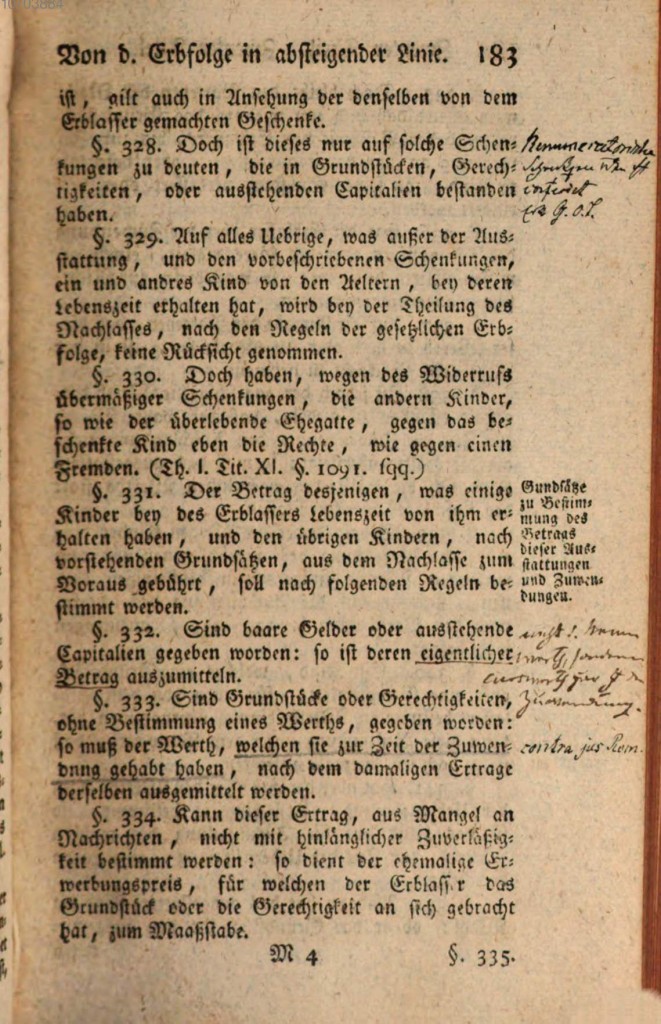 Von d. Erbfolge in absteigender Linie. 183
ist, gilt auch in Ansehung der denselben von dem
Erblasser gemachten Geschenke.
§. 328. Doch ist dieses nur auf solche Schen-
kungen zu deuten, die in Grundstücken, Gerech-
tigkeiten, oder ausstehenden Capitalien bestanden
haben.
§. 329. Auf alles Uebrige, was außer der Aus-
stattung, und den vorbeschriebenen Schenkungen,
ein und andres Kind von den Aeltern, bey deren
Lebenszeit erhalten hat, wird bey der Theilung des
Nachlasses, nach den Regeln der gesetzlichen Erb-
folge, keine Rücksicht genommen.
§. 330. Doch haben, wegen des Widerrufs
übermäßiger Schenkungen, die andern Kinder,
so wie der überlebende Ehegatte, gegen das be-
schenkte Kind eben die Rechte, wie gegen einen
Fremden. (Th. I. Tit. XI. §. 1091. sqq.)
§. 331. Der Betrag desjenigen, was einige
Kinder bey des Erblassers Lebenszeit von ihm er-
halten haben, und den übrigen Kindern, nach
vorstehenden Grundsätzen, aus dem Nachlasse zum
Voraus gebührt, soll nach folgenden Regeln be-
stimmt werden.
Grundsätze
zu Bestim-
mung des
Betrags
dieser Aus-
stattungen
und Zuwen-
dungen.
§. 332. Sind baare Gelder oder ausstehende
Capitalien gegeben worden: so ist deren eigentlicher
Betrag auszumitteln.
§. 333. Sind Grundstücke oder Gerechtigkeiten,
ohne Bestimmung eines Werths, gegeben worden:
so muß der Werth, welchen sie zur Zeit der Zuwen-
dung gehabt haben, nach dem damaligen Ertrage
derselben ausgemittelt werden.
contra jus Rom.
§. 334. Kann dieser Ertrag, aus Mangel an
Nachrichten, nicht mit hinlänglicher Zuverläßig-
keit bestimmt werden: so dient der ehemalige Er-
werbungspreis, für welchen der Erblasser das
Grundstück oder die Gerechtigkeit an sich gebracht
hat, zum Maaßstabe.
M 4 §. 335.